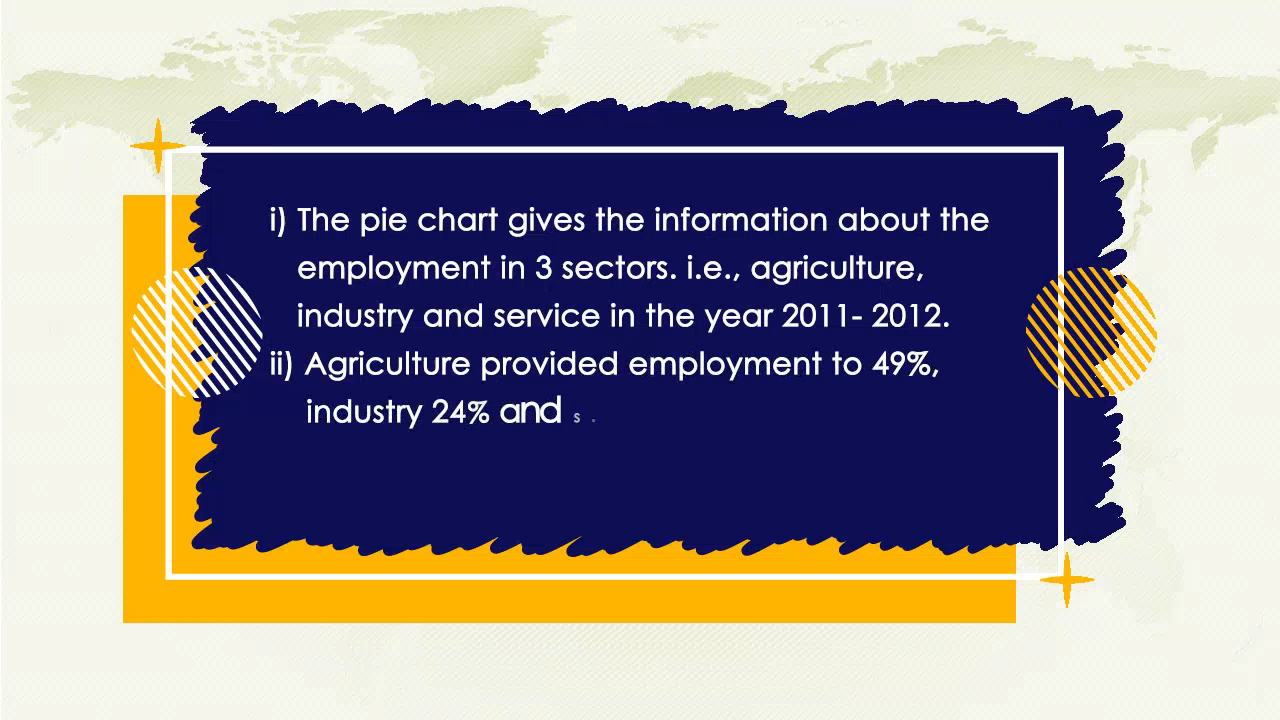 i) The pie chart gives the information about the
employment in 3 sectors. i.e., agriculture,
industry and service in the year 2011- 2012.
ii) Agriculture provided employment to 49%,
industry 24% and s .